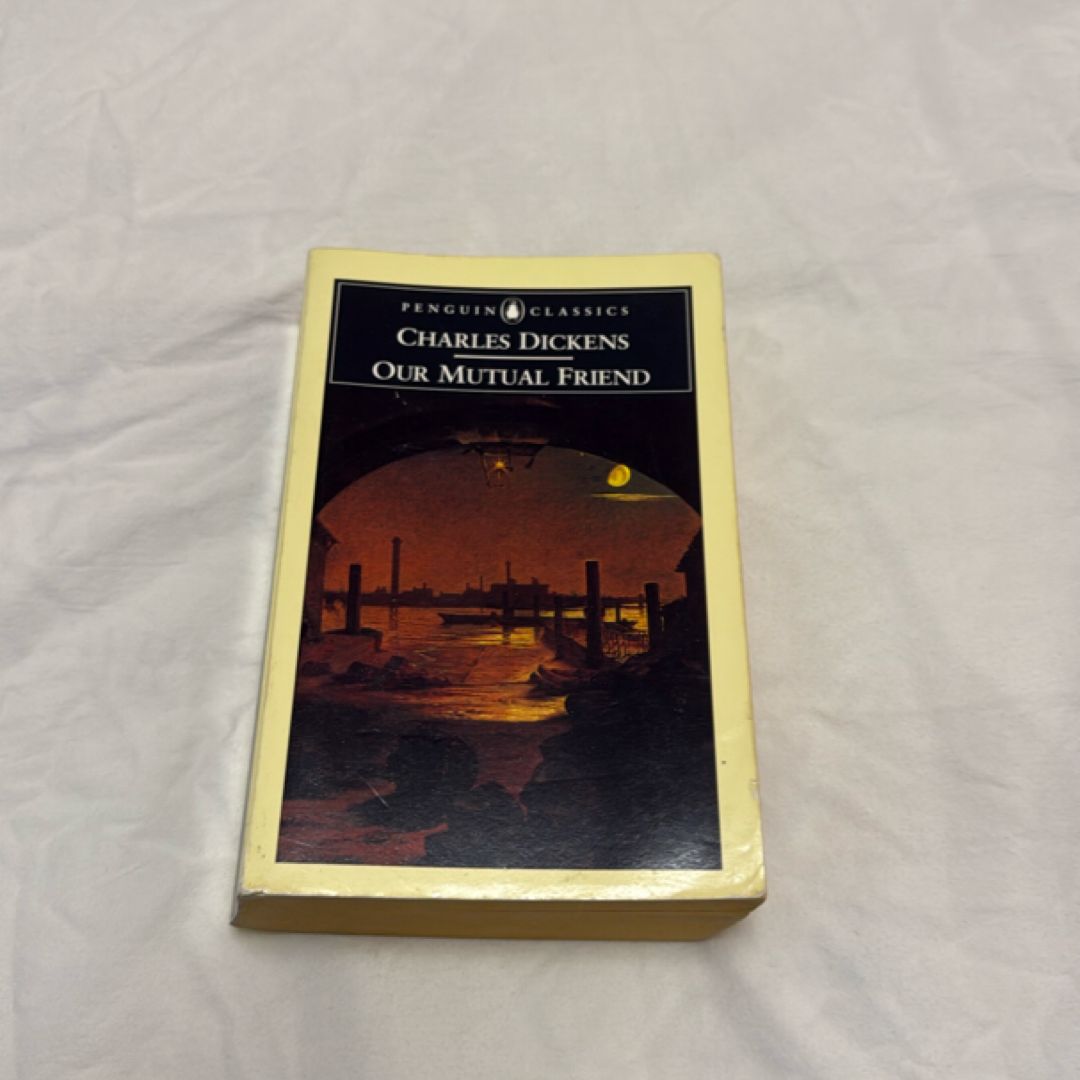 PENGUIN CLASSICS
CHARLES DICKENS
OUR MUTUAL FRIEND